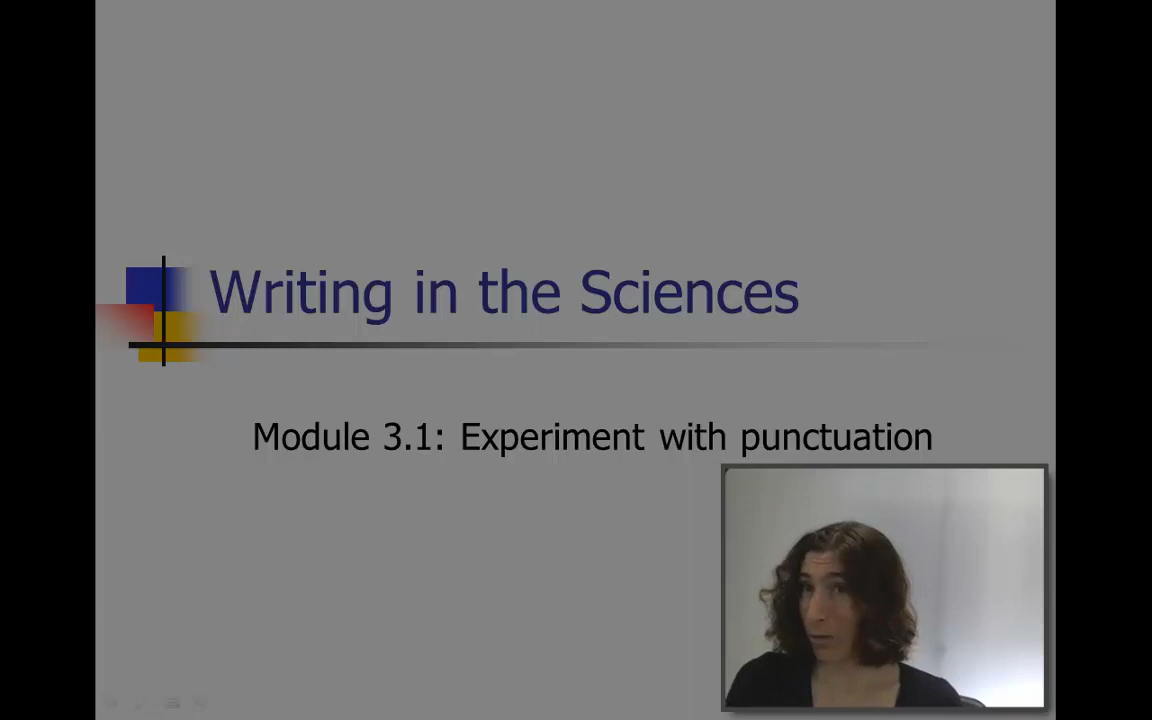 Writing in the Sciences
Module 3.1: Experiment with punctuation